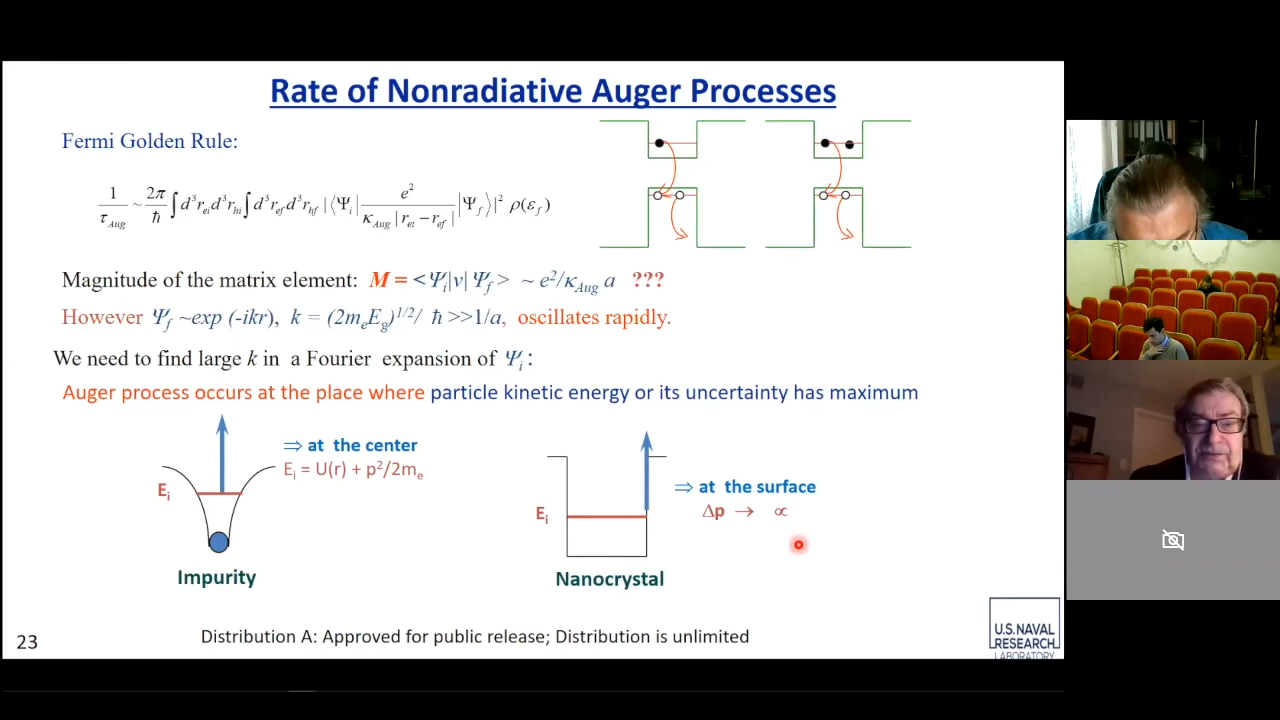 Rate of Nonradiative Auger Processes
Fermi Golden Rule:
1/τ_Aug ~ 2π/ℏ ∫ d³r_ei d³r_hi ∫ d³r_ef d³r_hf |⟨Ψ_i| e²/(κ_Aug |r_ei − r_ef|) |Ψ_f⟩|² ρ(ε_f)
Magnitude of the matrix element: M = <Ψ_i|v|Ψ_f> ~ e²/κ_Aug a ???
However Ψ_f ~exp (-ikr), k = (2m_eE_g)^1/2/ ℏ >>1/a, oscillates rapidly.
We need to find large k in a Fourier expansion of Ψ_i:
Auger process occurs at the place where particle kinetic energy or its uncertainty has maximum
⇒ at the center
E_i = U(r) + p²/2m_e
E_i
Impurity
⇒ at the surface
Δp → ∝
E_i
Nanocrystal
23
Distribution A: Approved for public release; Distribution is unlimited
U.S. NAVAL
RESEARCH
LABORATORY